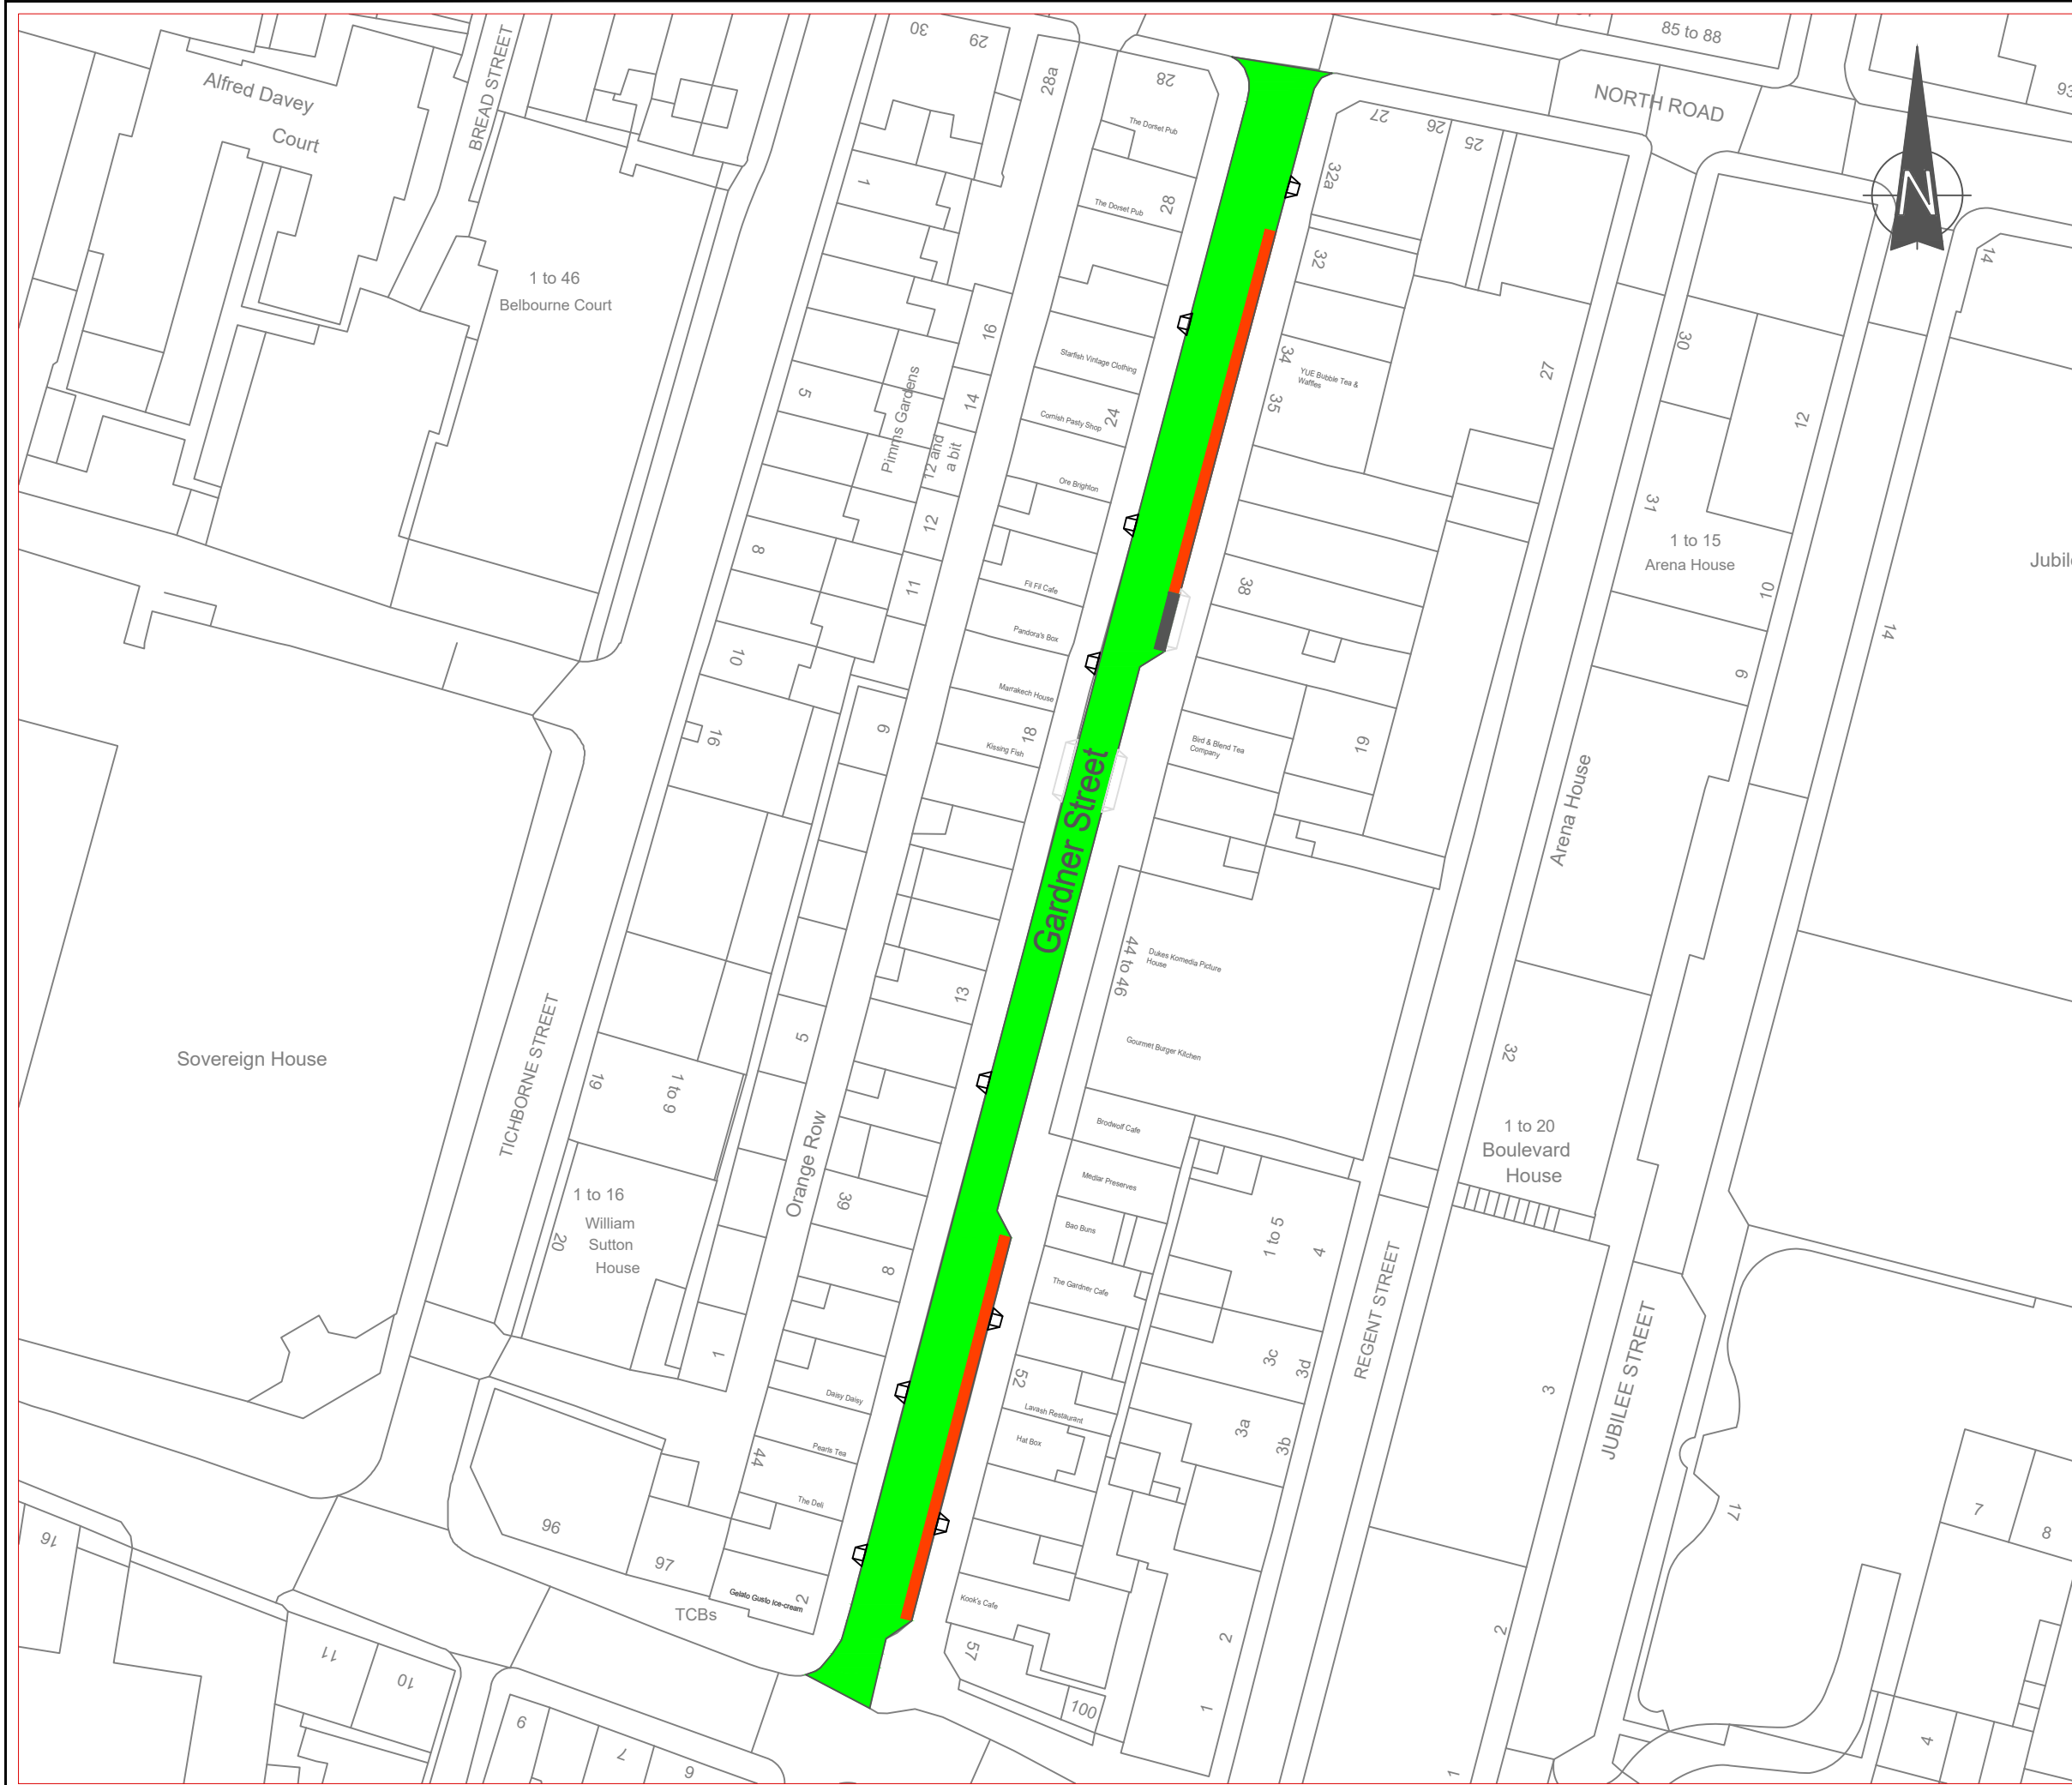 85 to 88
NORTH ROAD
93
N
BREAD STREET
Alfred Davey
Court
30
29
28a
28
The Dorset Pub
The Dorset Pub
28
27
26
25
32a
32
1
5
8
10
16
1 to 46
Belbourne Court
Pimms Gardens
16
14
12 and
a bit
12
11
6
Starfish Vintage Clothing
Cornish Pasty Shop
24
Ore Brighton
Fil Fil Cafe
Pandora's Box
Marrakech House
18
Kissing Fish
34
YUE Bubble Tea &
Waffles
35
38
27
Bird & Blend Tea
Company
19
Gardner Street
30
31
12
1 to 15
Arena House
10
9
14
14
Jubil
Arena House
Sovereign House
TICHBORNE STREET
19
1 to 9
5
13
Orange Row
44 to 46
Dukes Komedia Picture
House
Gourmet Burger Kitchen
Brodwolf Cafe
Medlar Preserves
Bao Buns
The Gardner Cafe
32
1 to 20
Boulevard
House
1 to 16
William
Sutton
House
20
1
39
8
Daisy Daisy
44
Pearls Tea
The Dell
2
Gelato Gusto Ice-cream
52
Lavash Restaurant
Hat Box
Kook's Cafe
57
100
1 to 5
4
3c
3d
3a
3b
2
1
REGENT STREET
3
2
1
JUBILEE STREET
17
7
8
4
96
97
TCBs
16
11
10
9
7
6